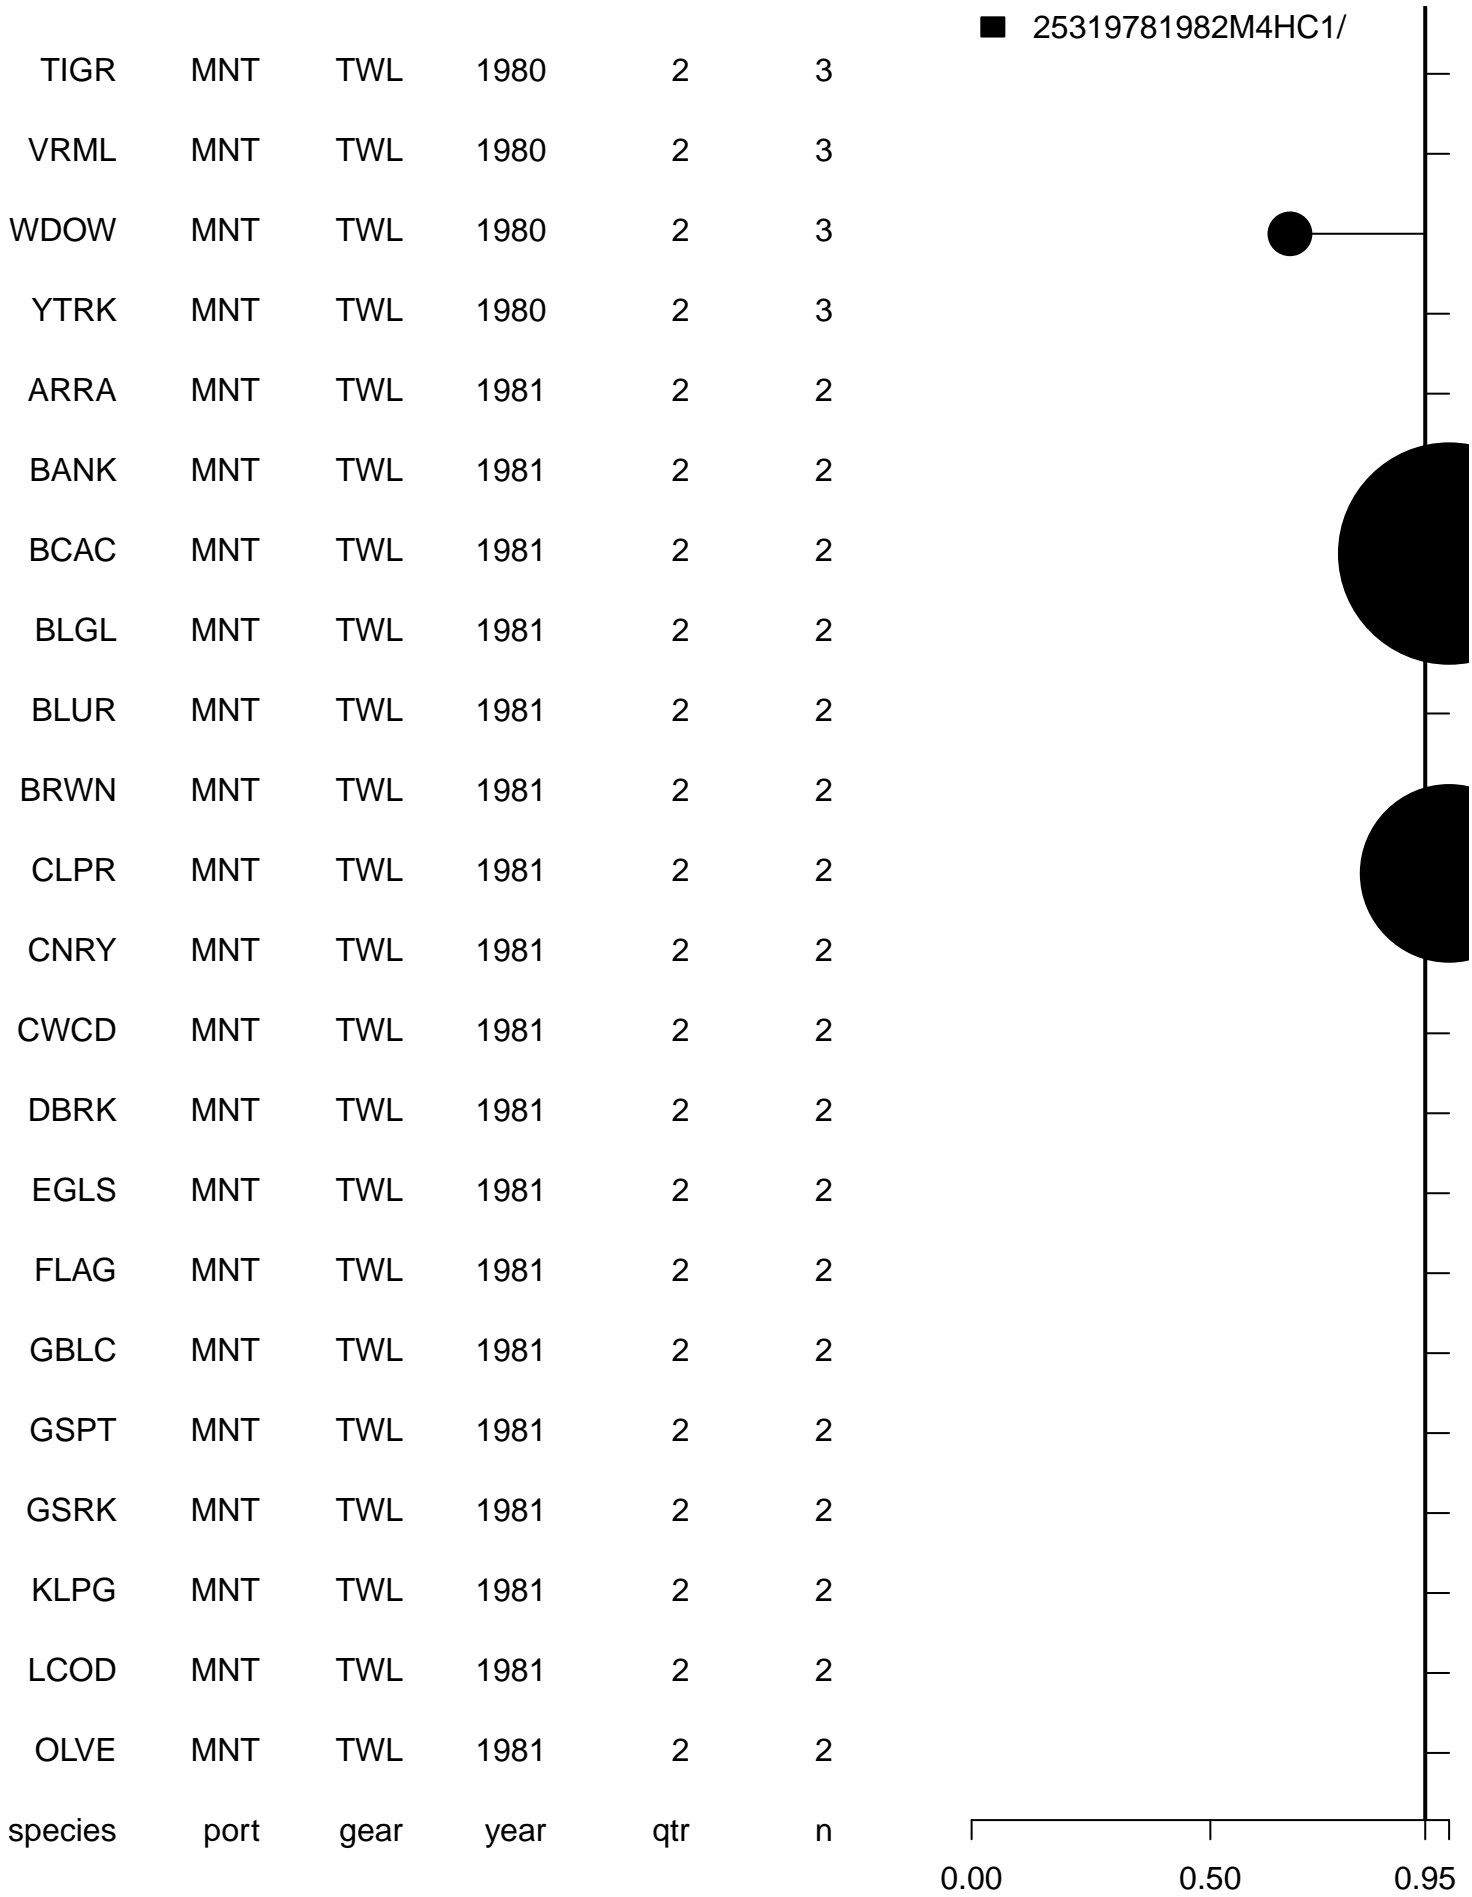 25319781982M4HC1/
TIGR MNT TWL 1980 2 3
VRML MNT TWL 1980 2 3
WDOW MNT TWL 1980 2 3
YTRK MNT TWL 1980 2 3
ARRA MNT TWL 1981 2 2
BANK MNT TWL 1981 2 2
BCAC MNT TWL 1981 2 2
BLGL MNT TWL 1981 2 2
BLUR MNT TWL 1981 2 2
BRWN MNT TWL 1981 2 2
CLPR MNT TWL 1981 2 2
CNRY MNT TWL 1981 2 2
CWCD MNT TWL 1981 2 2
DBRK MNT TWL 1981 2 2
EGLS MNT TWL 1981 2 2
FLAG MNT TWL 1981 2 2
GBLC MNT TWL 1981 2 2
GSPT MNT TWL 1981 2 2
GSRK MNT TWL 1981 2 2
KLPG MNT TWL 1981 2 2
LCOD MNT TWL 1981 2 2
OLVE MNT TWL 1981 2 2
species port gear year qtr n
0.00 0.50 0.95